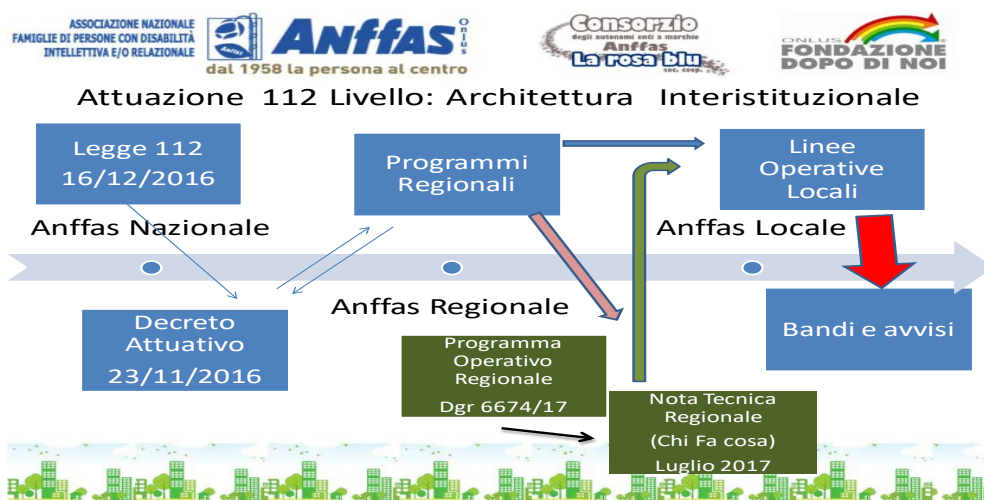 ASSOCIAZIONE NAZIONALE
FAMIGLIE DI PERSONE CON DISABILITÀ
INTELLETTIVA E/O RELAZIONALE
Anffas
ANFFAS Onlus
dal 1958 la persona al centro
Consorzio
degli autonomi enti a marchio
Anffas
La rosa blu
soc. coop.
ONLUS
FONDAZIONE
DOPO DI NOI
Attuazione 112 Livello: Architettura Interistituzionale
Legge 112
16/12/2016
Programmi
Regionali
Linee
Operative
Locali
Anffas Nazionale
Anffas Locale
Anffas Regionale
Decreto
Attuativo
23/11/2016
Programma
Operativo
Regionale
Dgr 6674/17
Nota Tecnica
Regionale
(Chi Fa cosa)
Luglio 2017
Bandi e avvisi